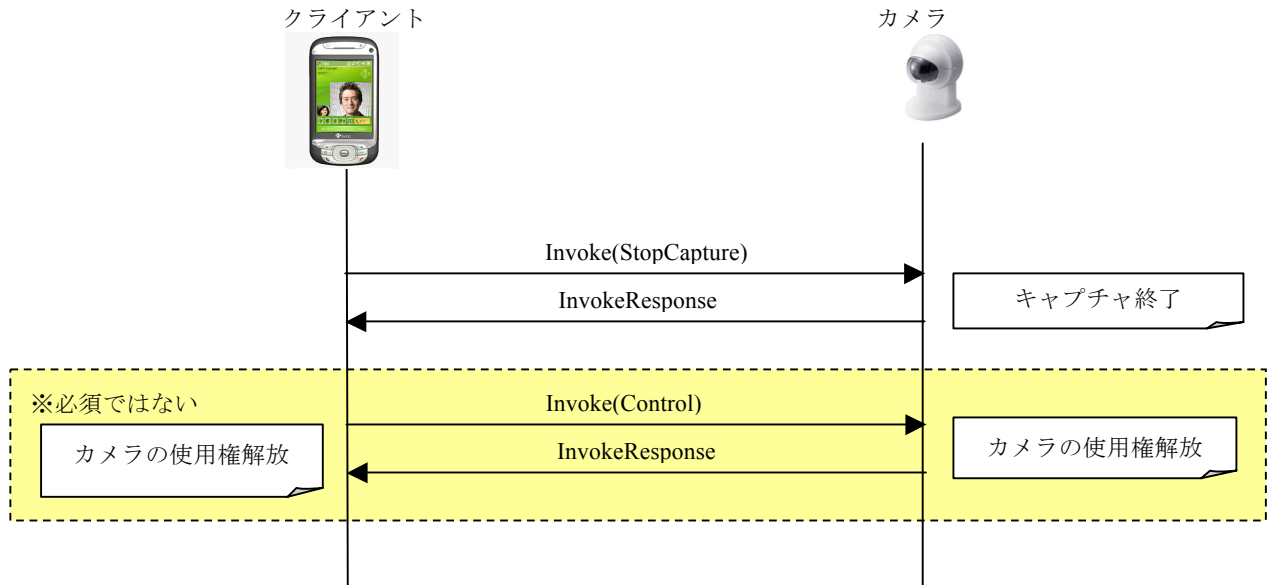 クライアント
カメラ
Invoke(StopCapture)
InvokeResponse
キャプチャ終了
※必須ではない
Invoke(Control)
カメラの使用権解放
InvokeResponse
カメラの使用権解放